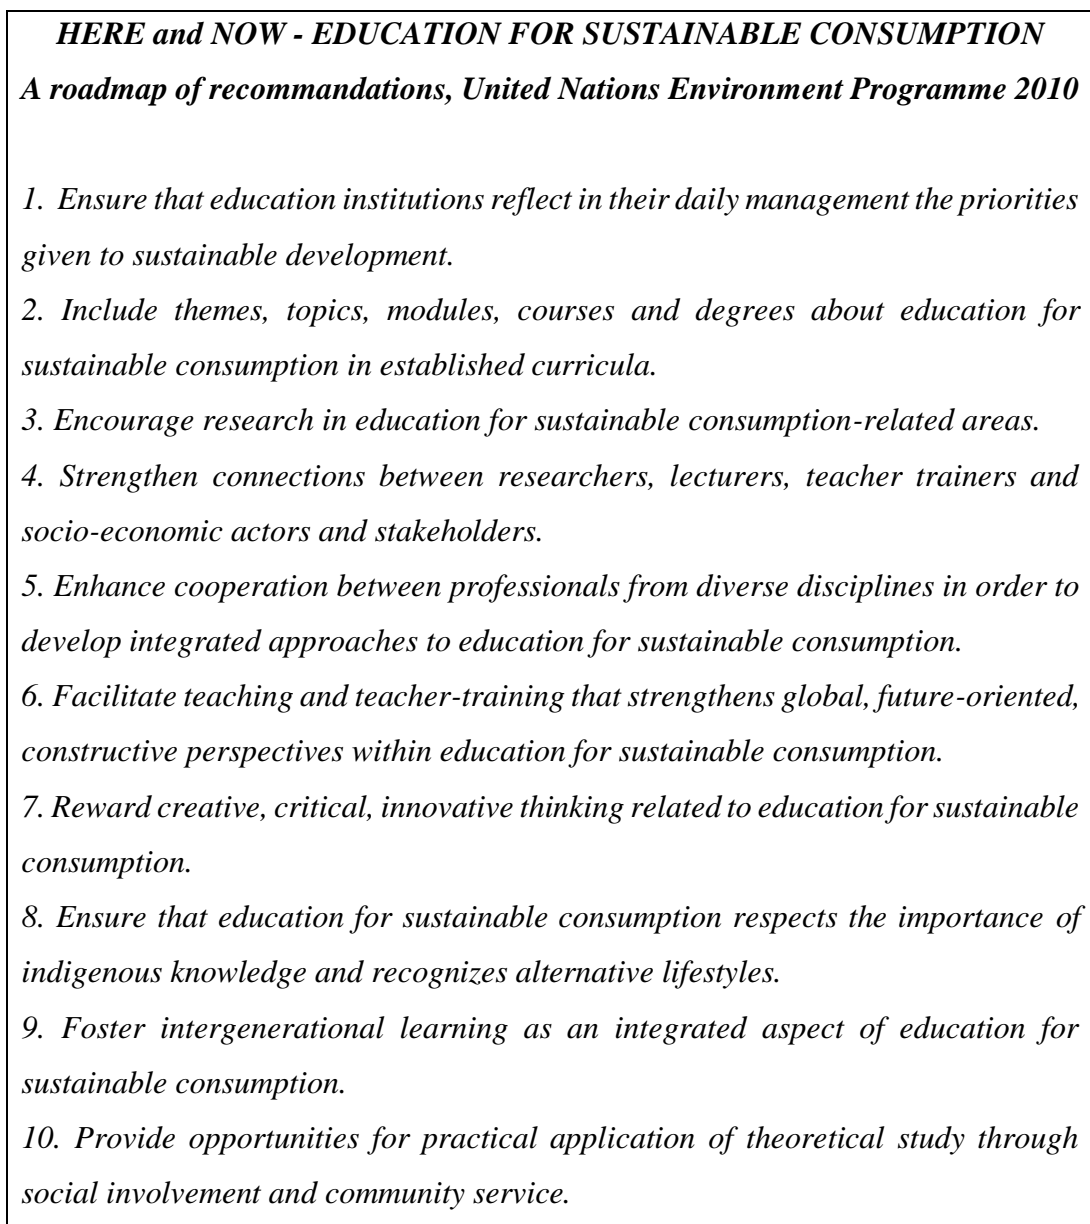 HERE and NOW - EDUCATION FOR SUSTAINABLE CONSUMPTION
A roadmap of recommandations, United Nations Environment Programme 2010
1. Ensure that education institutions reflect in their daily management the priorities
given to sustainable development.
2. Include themes, topics, modules, courses and degrees about education for
sustainable consumption in established curricula.
3. Encourage research in education for sustainable consumption-related areas.
4. Strengthen connections between researchers, lecturers, teacher trainers and
socio-economic actors and stakeholders.
5. Enhance cooperation between professionals from diverse disciplines in order to
develop integrated approaches to education for sustainable consumption.
6. Facilitate teaching and teacher-training that strengthens global, future-oriented,
constructive perspectives within education for sustainable consumption.
7. Reward creative, critical, innovative thinking related to education for sustainable
consumption.
8. Ensure that education for sustainable consumption respects the importance of
indigenous knowledge and recognizes alternative lifestyles.
9. Foster intergenerational learning as an integrated aspect of education for
sustainable consumption.
10. Provide opportunities for practical application of theoretical study through
social involvement and community service.